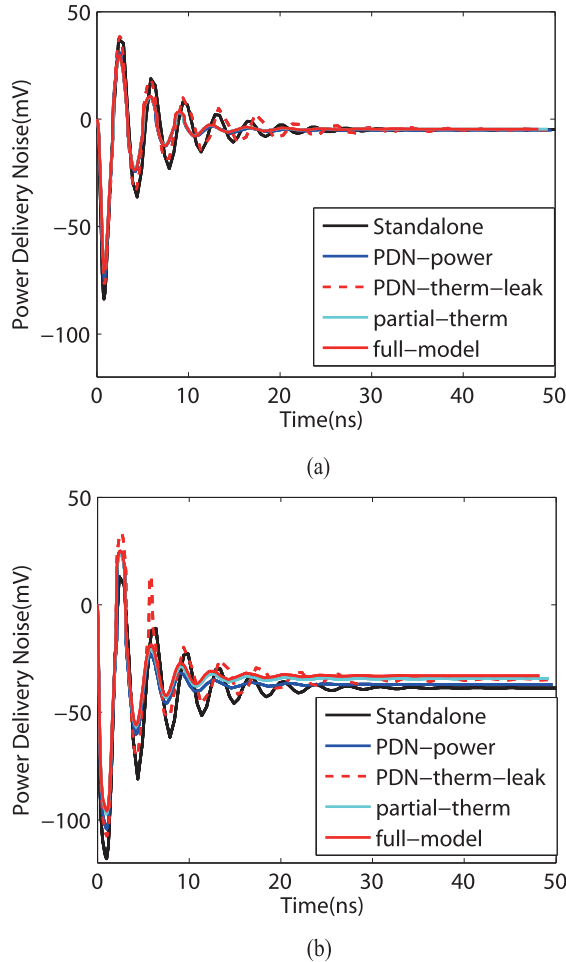 50
0
−50
−100
Power Delivery Noise(mV)
Standalone
PDN−power
PDN−therm−leak
partial−therm
full−model
0 10 20 30 40 50
Time(ns)
(a)
50
0
−50
−100
Power Delivery Noise(mV)
Standalone
PDN−power
PDN−therm−leak
partial−therm
full−model
0 10 20 30 40 50
Time(ns)
(b)